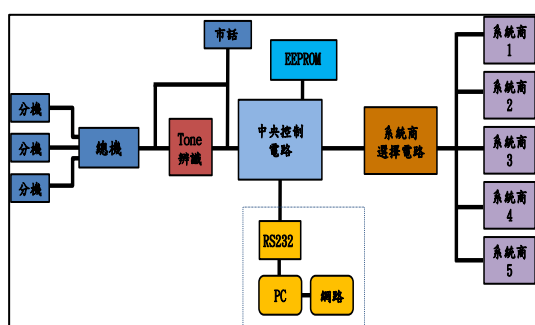 市話
EEPROM
分機
分機
分機
總機
Tone
辨識
中央控制
電路
系統商
選擇電路
系統商
1
系統商
2
系統商
3
系統商
4
系統商
5
RS232
PC
網路